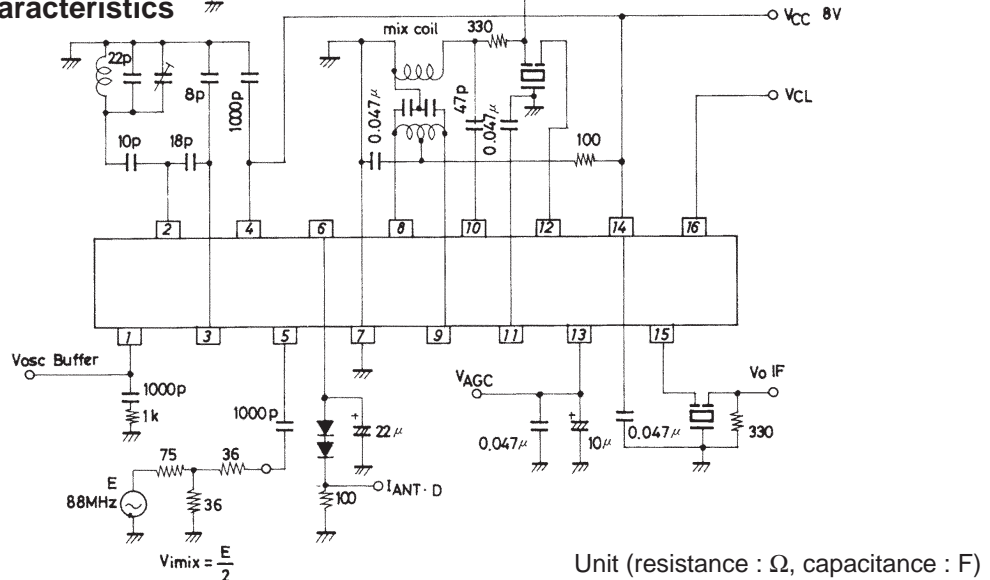 aracteristics
VCC 8V
mix coil
330
22p
8p
1000p
0.047μ
47p
0.047μ
VCL
10p
18p
100
2
4
6
8
10
12
14
16
1
3
5
7
9
11
13
15
Vosc Buffer
1000p
1k
1000p
+
22μ
VAGC
0.047μ
+
10μ
0.047μ
Vo IF
330
75
36
E
88MHz
36
100
IANT·D
Vimix = E/2
Unit (resistance : Ω, capacitance : F)